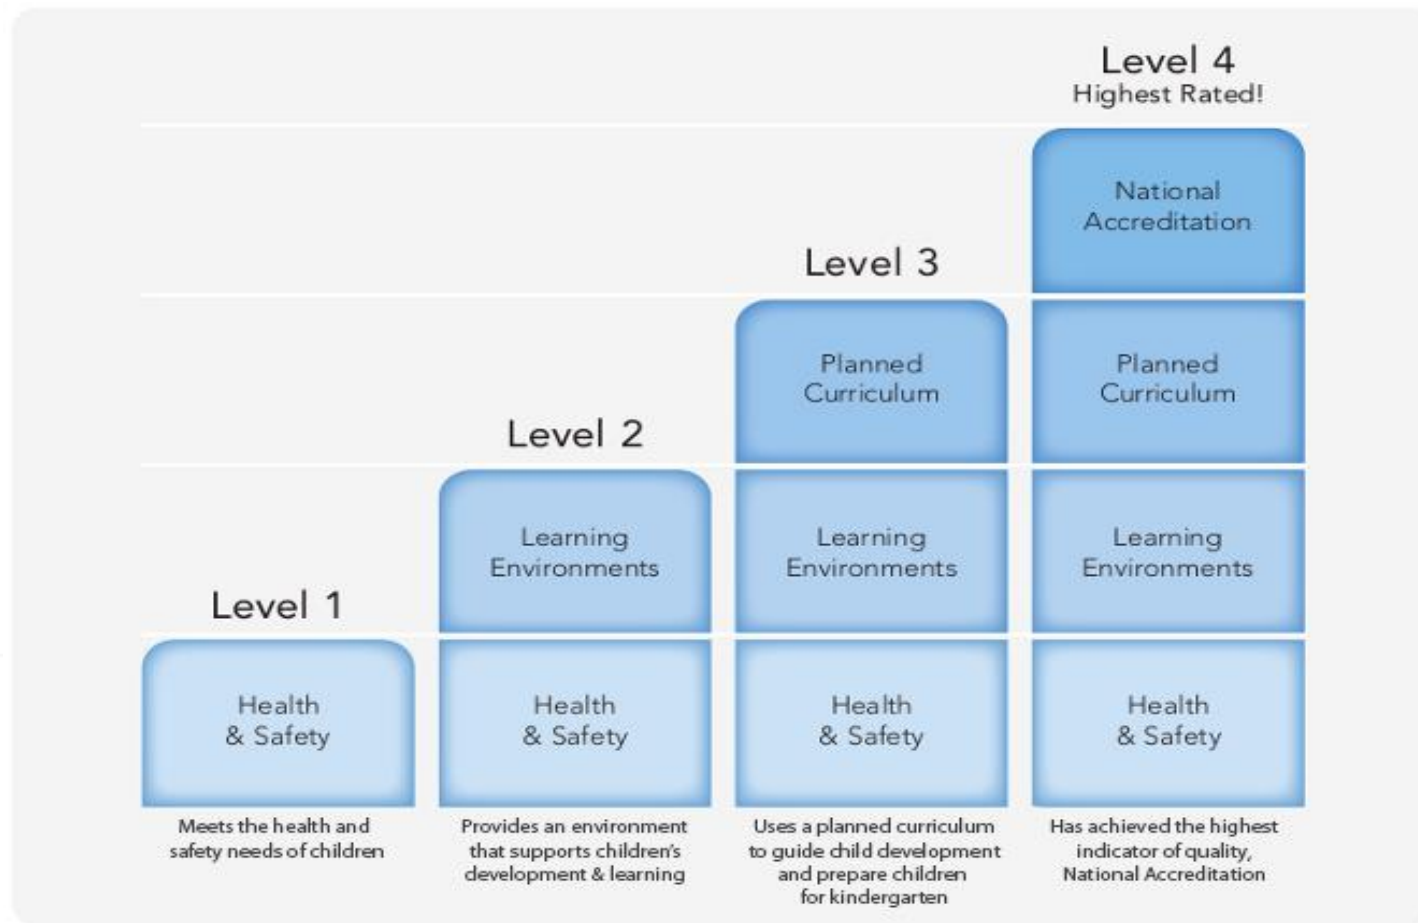 Level 4
Highest Rated!
National
Accreditation
Level 3
Planned
Curriculum
Planned
Curriculum
Level 2
Learning
Environments
Learning
Environments
Learning
Environments
Level 1
Health
& Safety
Health
& Safety
Health
& Safety
Health
& Safety
Meets the health and
safety needs of children
Provides an environment
that supports children's
development & learning
Uses a planned curriculum
to guide child development
and prepare children
for kindergarten
Has achieved the highest
indicator of quality,
National Accreditation